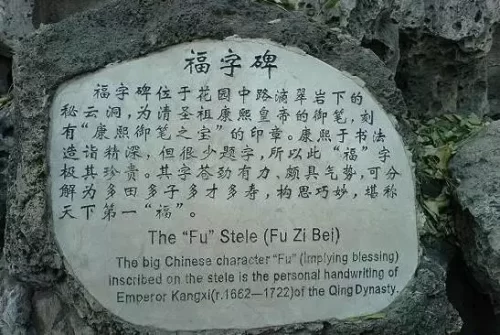 福字碑
福字碑位于花园中路滴翠岩下的
秘云洞，为清圣祖康熙皇帝的御笔，刻
有“康熙御笔之宝”的印章。康熙于书法
造诣精深，但很少题字，所以此“福”字
极其珍贵。其字苍劲有力、颇具气势，可分
解为多田多子多才多寿，构思巧妙，堪称
天下第一“福”。
The "Fu" Stele (Fu Zi Bei)
The big Chinese character "Fu" (implying blessing)
inscribed on the stele is the personal handwriting of
Emperor Kangxi(r.1662—1722)of the Qing Dynasty.